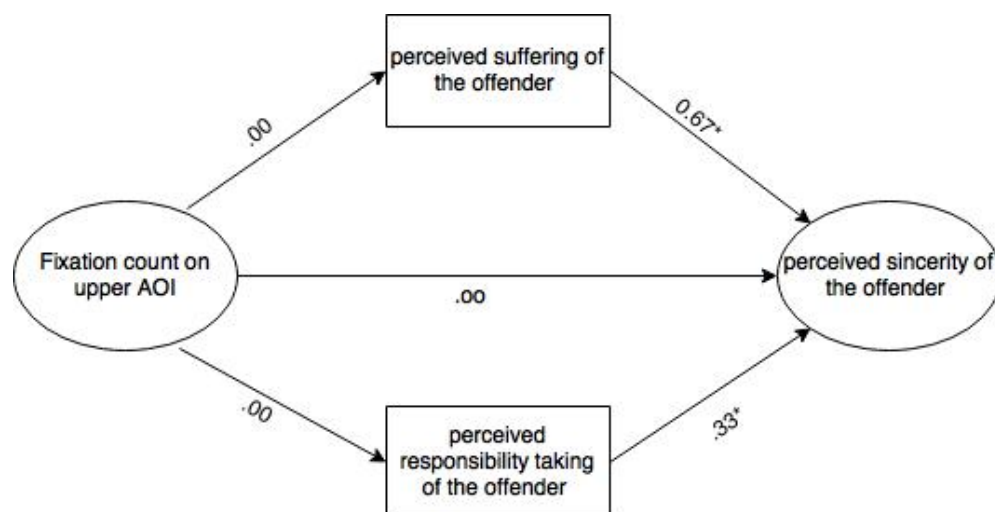 perceived suffering of
the offender
.00
0.67*
Fixation count on
upper AOI
.oo
perceived sincerity of
the offender
.00
.33*
perceived
responsibility taking
of the offender